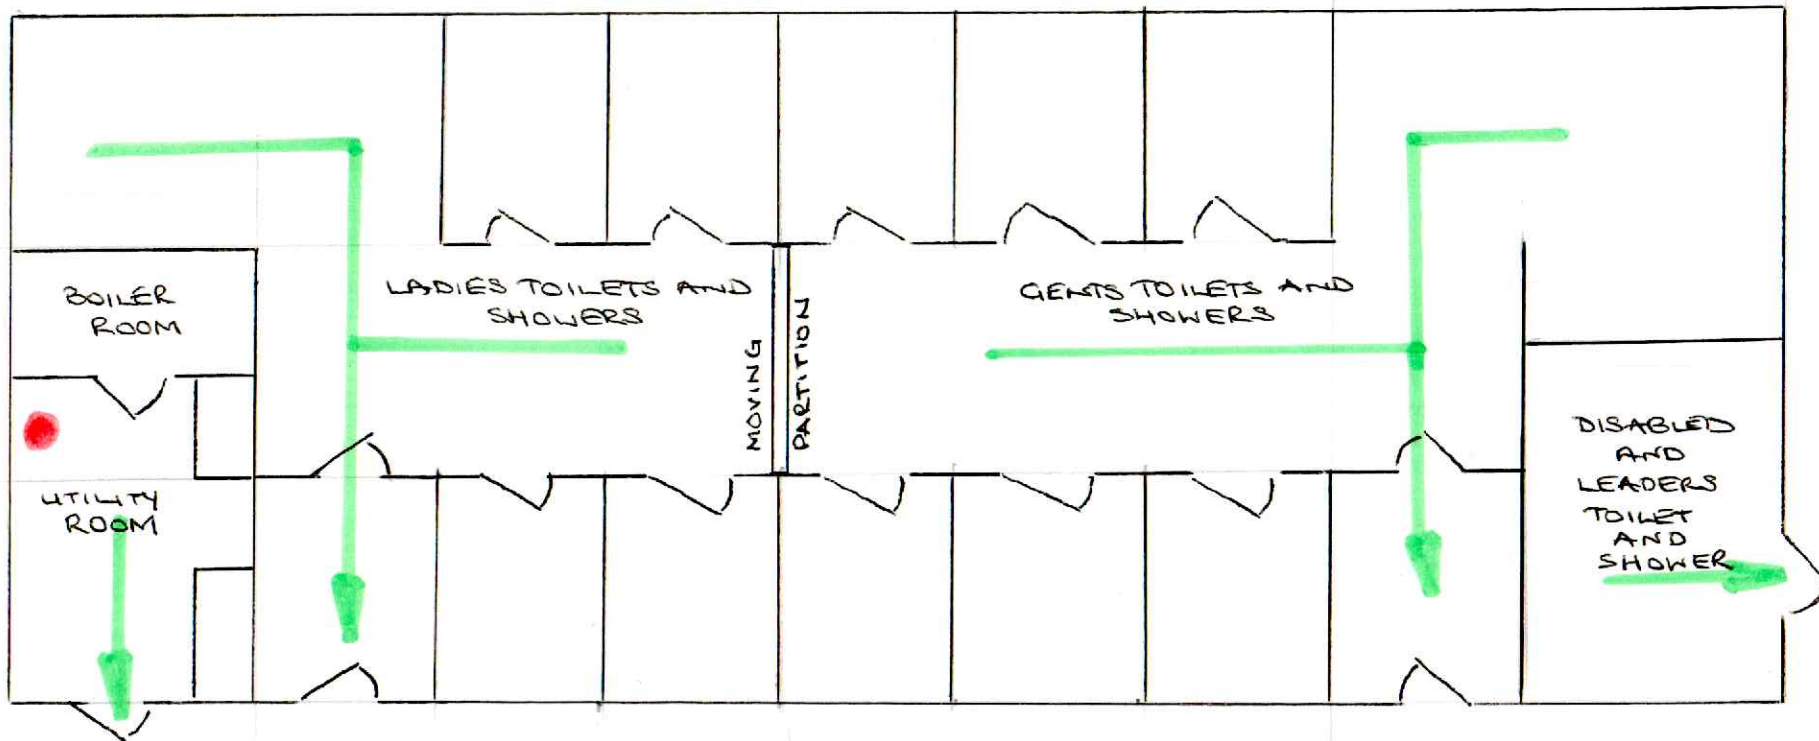 BOILER
ROOM
LADIES TOILETS AND
SHOWERS
MOVING
PARTITION
GENTS TOILETS AND
SHOWERS
UTILITY
ROOM
DISABLED
AND
LEADERS
TOILET
AND
SHOWER